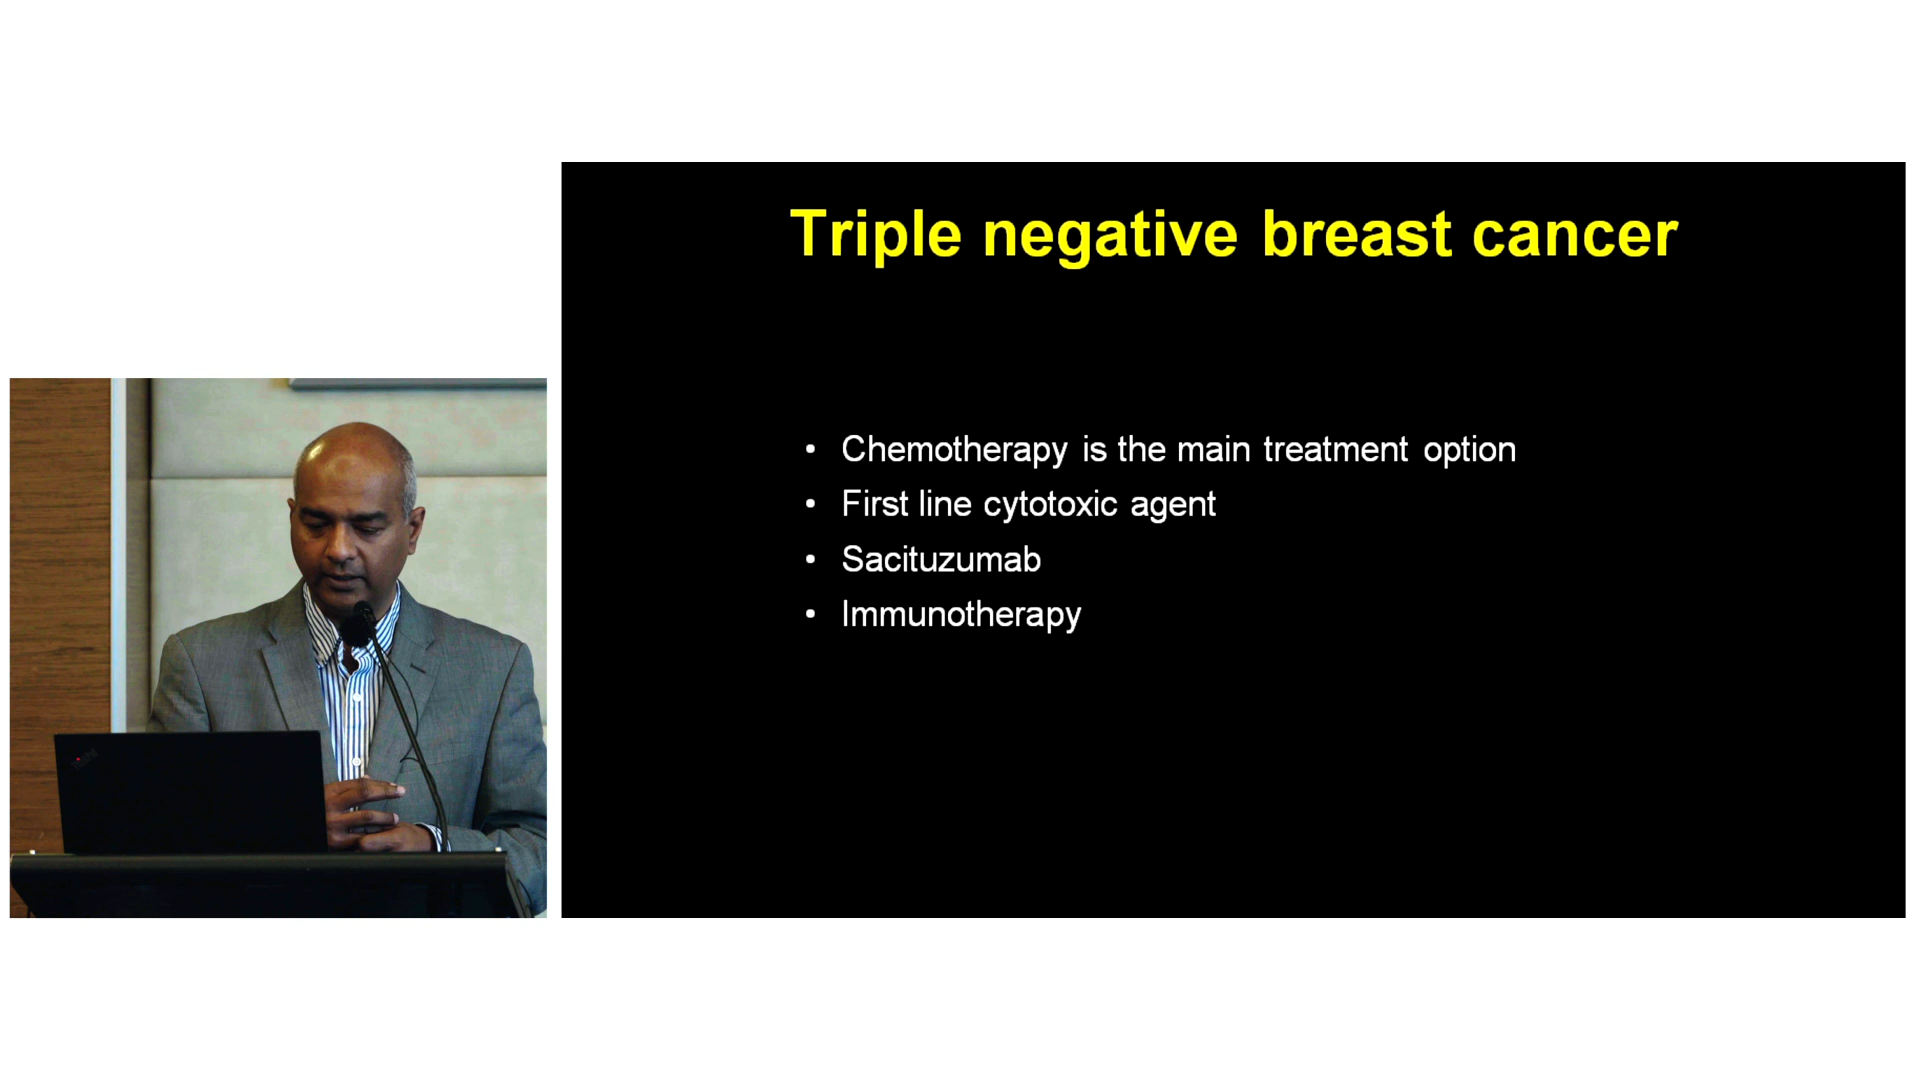 Triple negative breast cancer
• Chemotherapy is the main treatment option
• First line cytotoxic agent
• Sacituzumab
• Immunotherapy